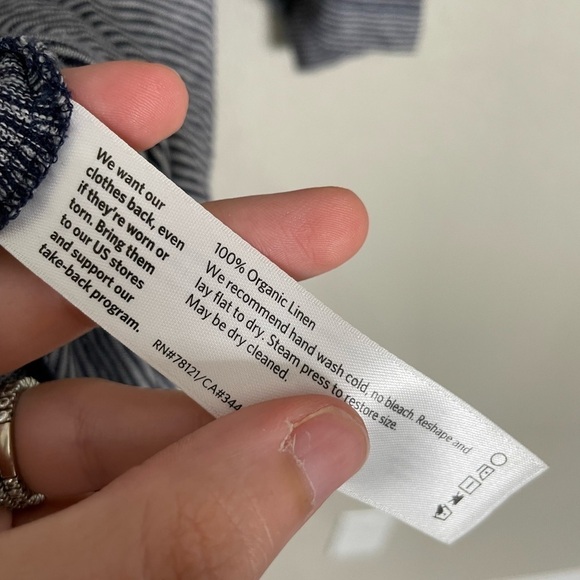 We want our
clothes back, even
if they're worn or
torn. Bring them
to our US stores
and support our
take-back program.
RN#78121/CA#344
100% Organic Linen
We recommend hand wash cold, no bleach. Reshape and
lay flat to dry. Steam press to restore size.
May be dry cleaned.